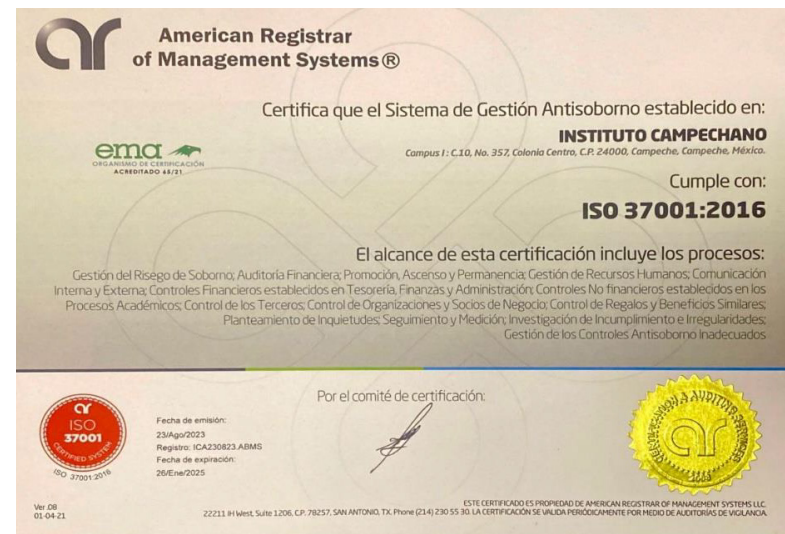 ar
American Registrar
of Management Systems®
Certifica que el Sistema de Gestión Antisoborno establecido en:
INSTITUTO CAMPECHANO
Campus I : C.10, No. 357, Colonia Centro, C.P. 24000, Campeche, Campeche, México.
ema
ORGANISMO DE CERTIFICACIÓN
ACREDITADO 68/21
Cumple con:
ISO 37001:2016
El alcance de esta certificación incluye los procesos:
Gestión del Risego de Soborno; Auditoría Financiera; Promoción, Ascenso y Permanencia; Gestión de Recursos Humanos; Comunicación
Interna y Externa; Controles Financieros establecidos en Tesorería, Finanzas y Administración; Controles No financieros establecidos en los
Procesos Académicos; Control de los Terceros; Control de Organizaciones y Socios de Negocio; Control de Regalos y Beneficios Similares;
Planteamiento de Inquietudes; Seguimiento y Medición; Investigación de Incumplimiento e Irregularidades;
Gestión de los Controles Antisoborno Inadecuados
Por el comité de certificación:
ar
ISO
37001
CERTIFIED SYSTEM
ISO 37001:2016
Fecha de emisión:
23/Ago/2023
Registro: ICA230823.ABMS
Fecha de expiración:
26/Ene/2025
ar
Ver.08
01-04-21
ESTE CERTIFICADO ES PROPIEDAD DE AMERICAN REGISTRAR OF MANAGEMENT SYSTEMS LLC.
22211 IH West, Suite 1206, C.P. 78257, SAN ANTONIO, TX. Phone (214) 230 55 30. LA CERTIFICACIÓN SE VALIDA PERIÓDICAMENTE POR MEDIO DE AUDITORÍAS DE VIGILANCIA.